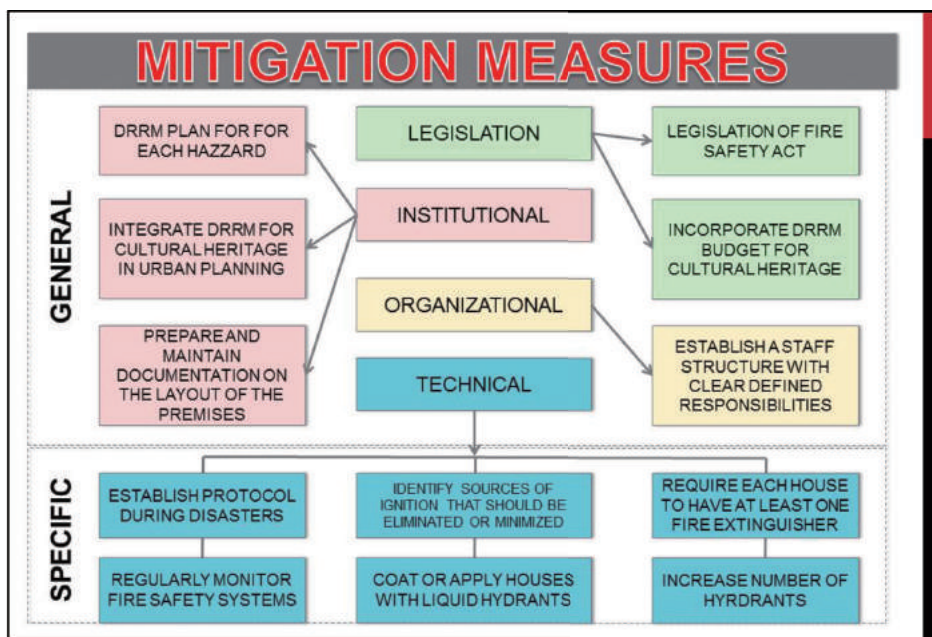 MITIGATION MEASURES
GENERAL
DRRM PLAN FOR FOR
EACH HAZZARD
LEGISLATION
LEGISLATION OF FIRE
SAFETY ACT
INTEGRATE DRRM FOR
CULTURAL HERITAGE
IN URBAN PLANNING
INSTITUTIONAL
INCORPORATE DRRM
BUDGET FOR
CULTURAL HERITAGE
ORGANIZATIONAL
PREPARE AND
MAINTAIN
DOCUMENTATION ON
THE LAYOUT OF THE
PREMISES
TECHNICAL
ESTABLISH A STAFF
STRUCTURE WITH
CLEAR DEFINED
RESPONSIBILITIES
SPECIFIC
ESTABLISH PROTOCOL
DURING DISASTERS
IDENTIFY SOURCES OF
IGNITION THAT SHOULD BE
ELIMINATED OR MINIMIZED
REQUIRE EACH HOUSE
TO HAVE AT LEAST ONE
FIRE EXTINGUISHER
REGULARLY MONITOR
FIRE SAFETY SYSTEMS
COAT OR APPLY HOUSES
WITH LIQUID HYDRANTS
INCREASE NUMBER OF
HYRDRANTS